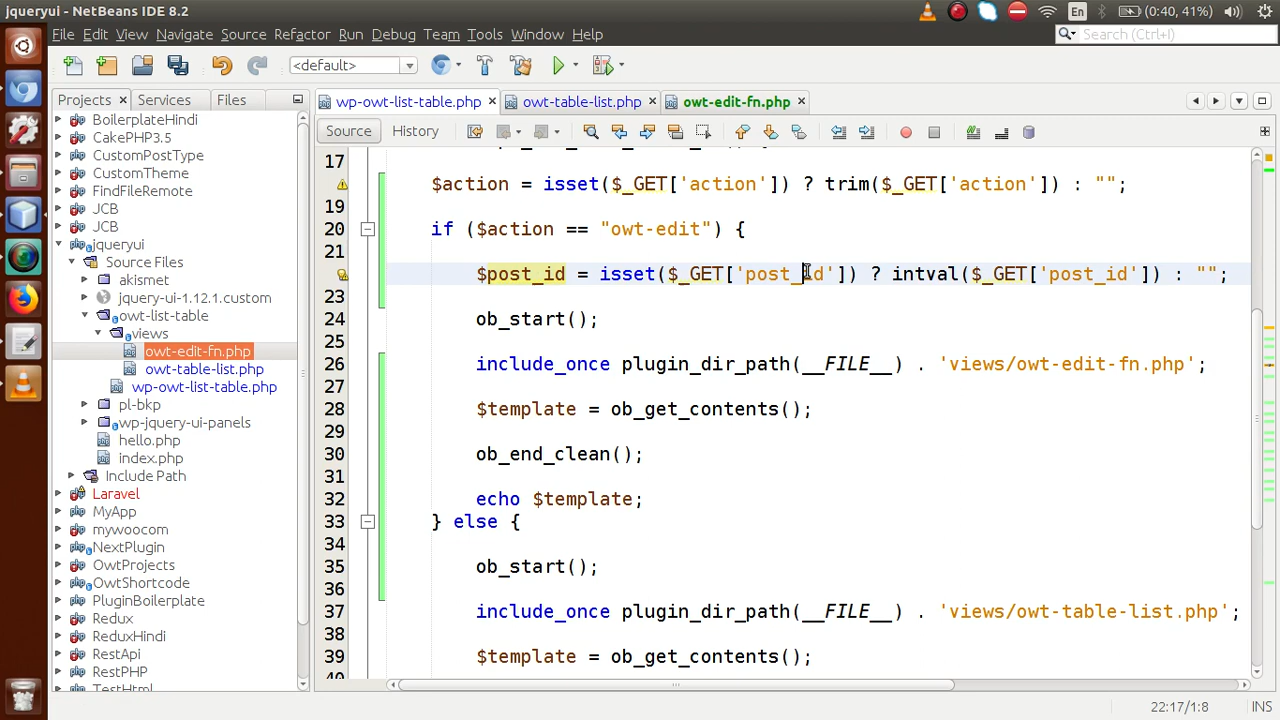 jqueryui - NetBeans IDE 8.2
En
(0:40, 41%)
File Edit View Navigate Source Refactor Run Debug Team Tools Window Help
Search (Ctrl+I)
<default>
Projects
Services
Files
wp-owt-list-table.php
owt-table-list.php
owt-edit-fn.php
Source
History
BoilerplateHindi
CakePHP3.5
CustomPostType
CustomTheme
FindFileRemote
JCB
JCB
jqueryui
Source Files
akismet
jquery-ui-1.12.1.custom
owt-list-table
views
owt-edit-fn.php
owt-table-list.php
wp-owt-list-table.php
pl-bkp
wp-jquery-ui-panels
hello.php
index.php
Include Path
Laravel
MyApp
mywoocom
NextPlugin
OwtProjects
OwtShortcode
PluginBoilerplate
Redux
ReduxHindi
RestApi
RestPHP
TestHtml
17
$action = isset($_GET['action']) ? trim($_GET['action']) : "";
19
20 if ($action == "owt-edit") {
21
$post_id = isset($_GET['post_id']) ? intval($_GET['post_id']) : "";
23
24 ob_start();
25
26 include_once plugin_dir_path(__FILE__) . 'views/owt-edit-fn.php';
27
28 $template = ob_get_contents();
29
30 ob_end_clean();
31
32 echo $template;
33 } else {
34
35 ob_start();
36
37 include_once plugin_dir_path(__FILE__) . 'views/owt-table-list.php';
38
39 $template = ob_get_contents();
22:17/1:8
INS